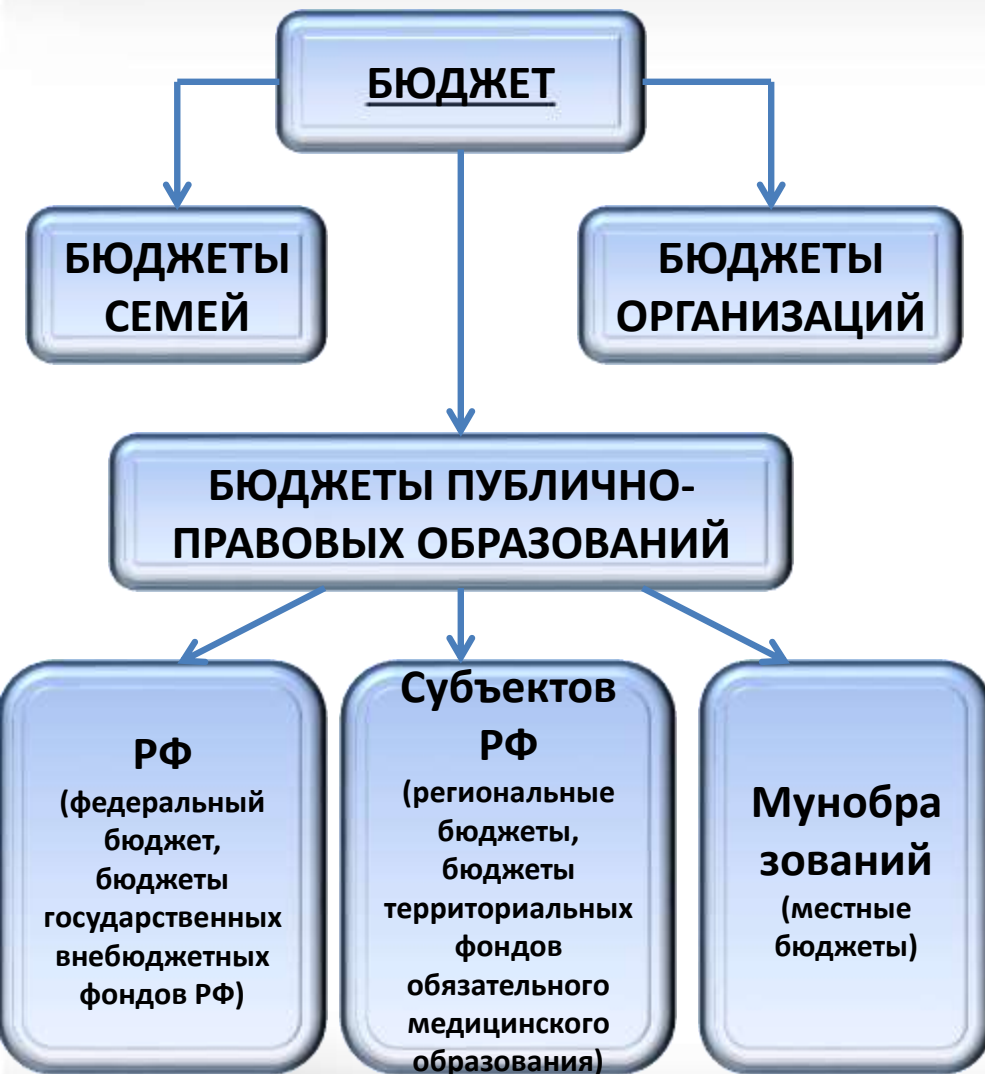 БЮДЖЕТ
БЮДЖЕТЫ
СЕМЕЙ
БЮДЖЕТЫ
ОРГАНИЗАЦИЙ
БЮДЖЕТЫ ПУБЛИЧНО-
ПРАВОВЫХ ОБРАЗОВАНИЙ
РФ
(федеральный
бюджет,
бюджеты
государственных
внебюджетных
фондов РФ)
Субъектов
РФ
(региональные
бюджеты,
бюджеты
территориальных
фондов
обязательного
медицинского
образования)
Мунобра
зований
(местные
бюджеты)